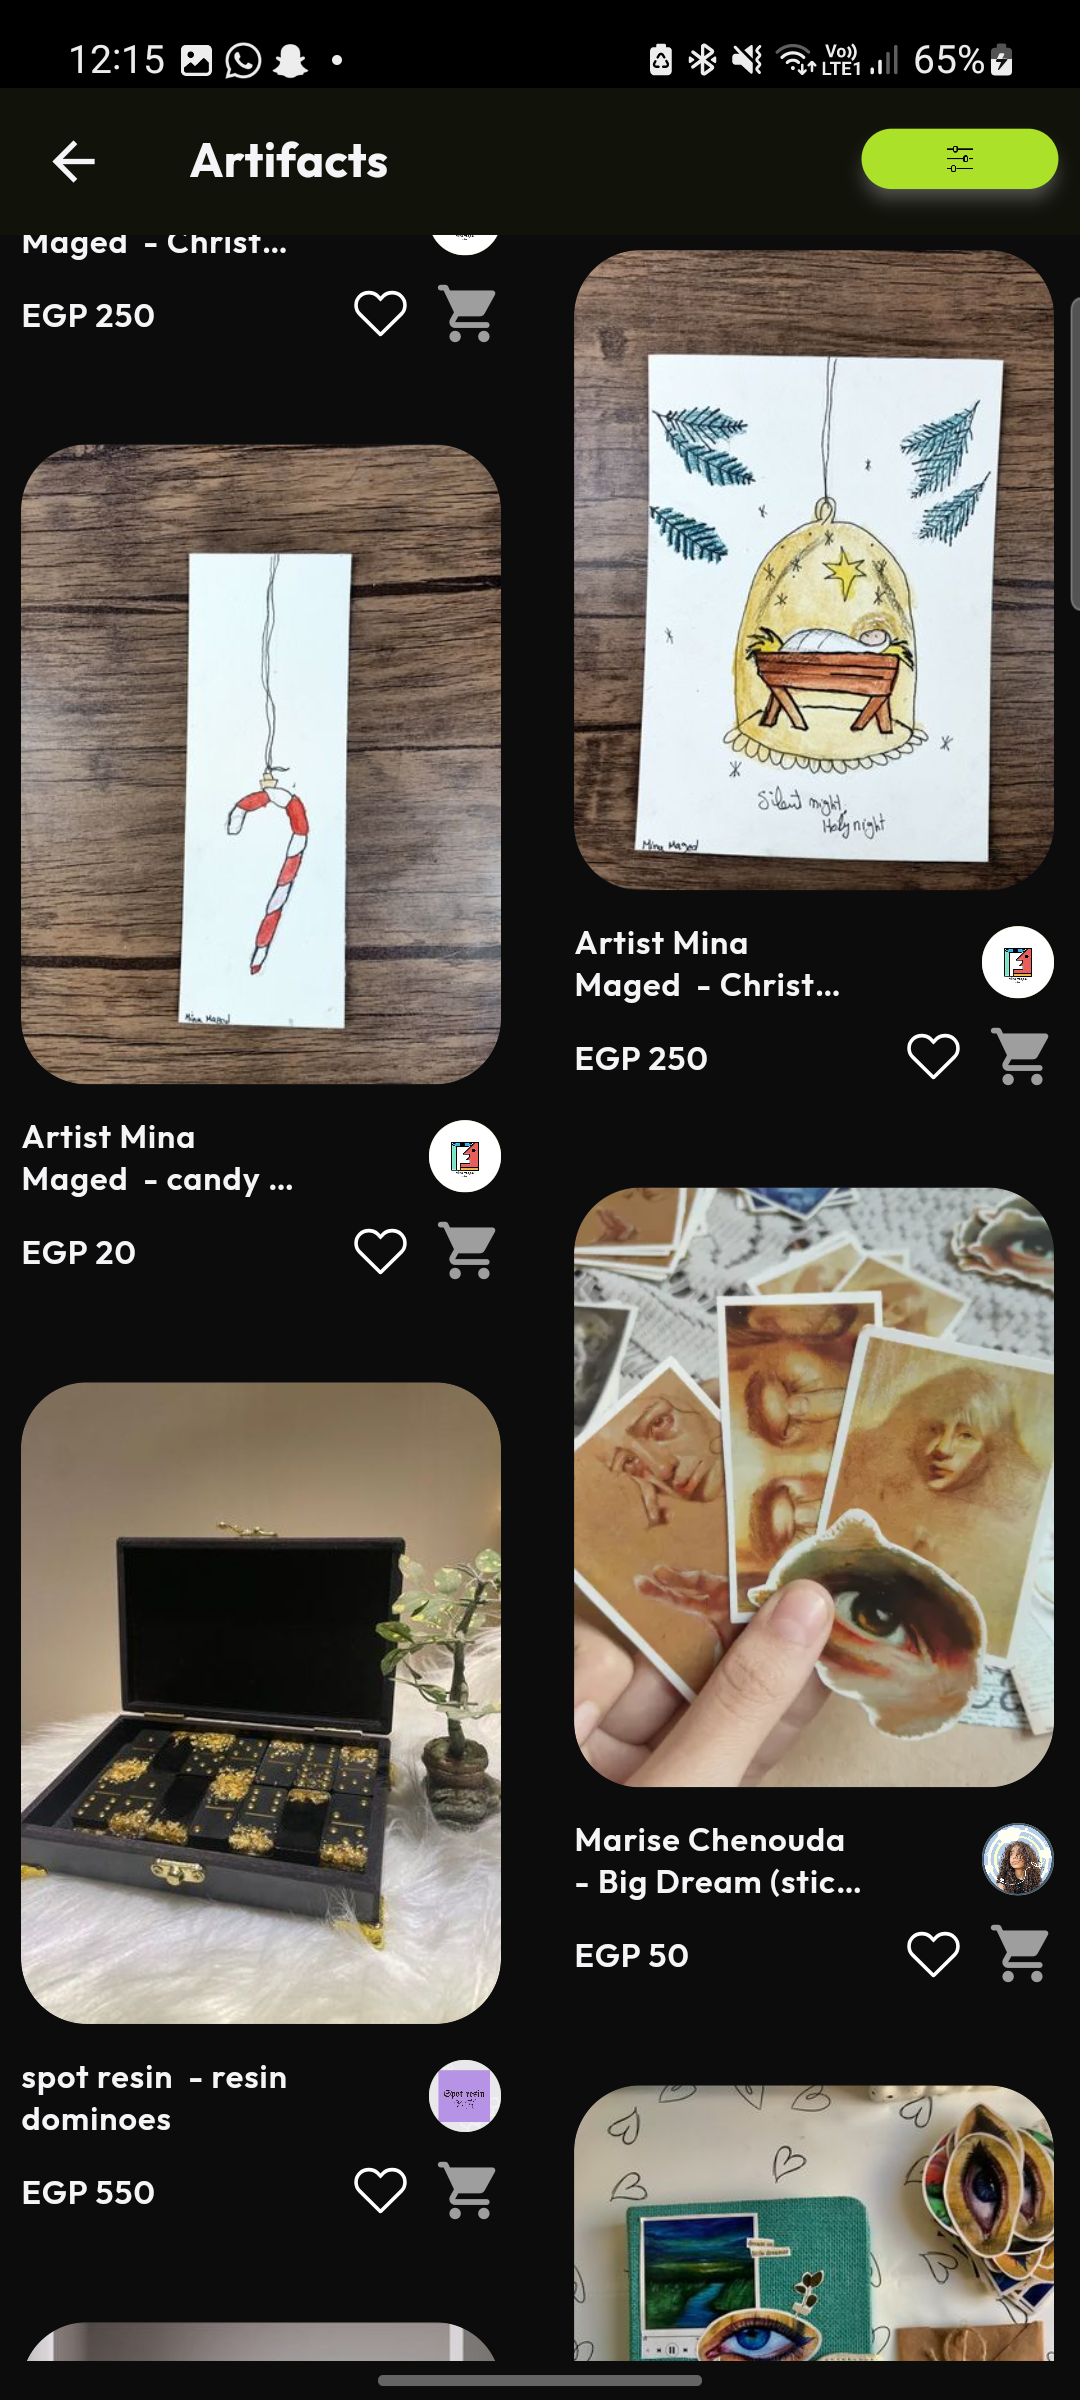 12:15
Vo))
LTE1
65%
Artifacts
Maged - Christ...
EGP 250
Mina Maged
Artist Mina
Maged - candy ...
EGP 20
Silent night,
Holy night
Mina Maged
Artist Mina
Maged - Christ...
EGP 250
spot resin - resin
dominoes
Spot resin
EGP 550
Marise Chenouda
- Big Dream (stic...
EGP 50